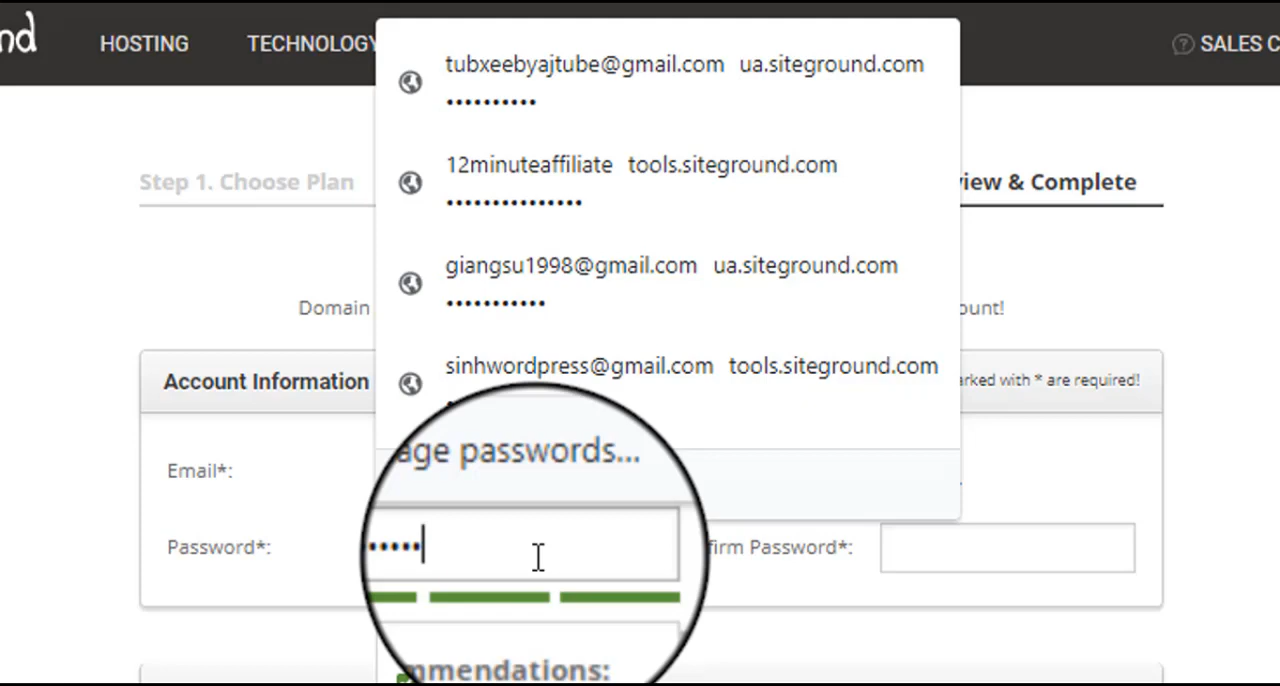 nd HOSTING TECHNOLOGY SALES C
tubxeebyajtube@gmail.com ua.siteground.com
••••••••••
12minuteaffiliate tools.siteground.com
•••••••••••••••
Step 1. Choose Plan view & Complete
giangsu1998@gmail.com ua.siteground.com
•••••••••••
Domain ount!
sinhwordpress@gmail.com tools.siteground.com
Account Information arked with * are required!
age passwords...
Email*:
Password*: •••••• firm Password*:
mmendations: